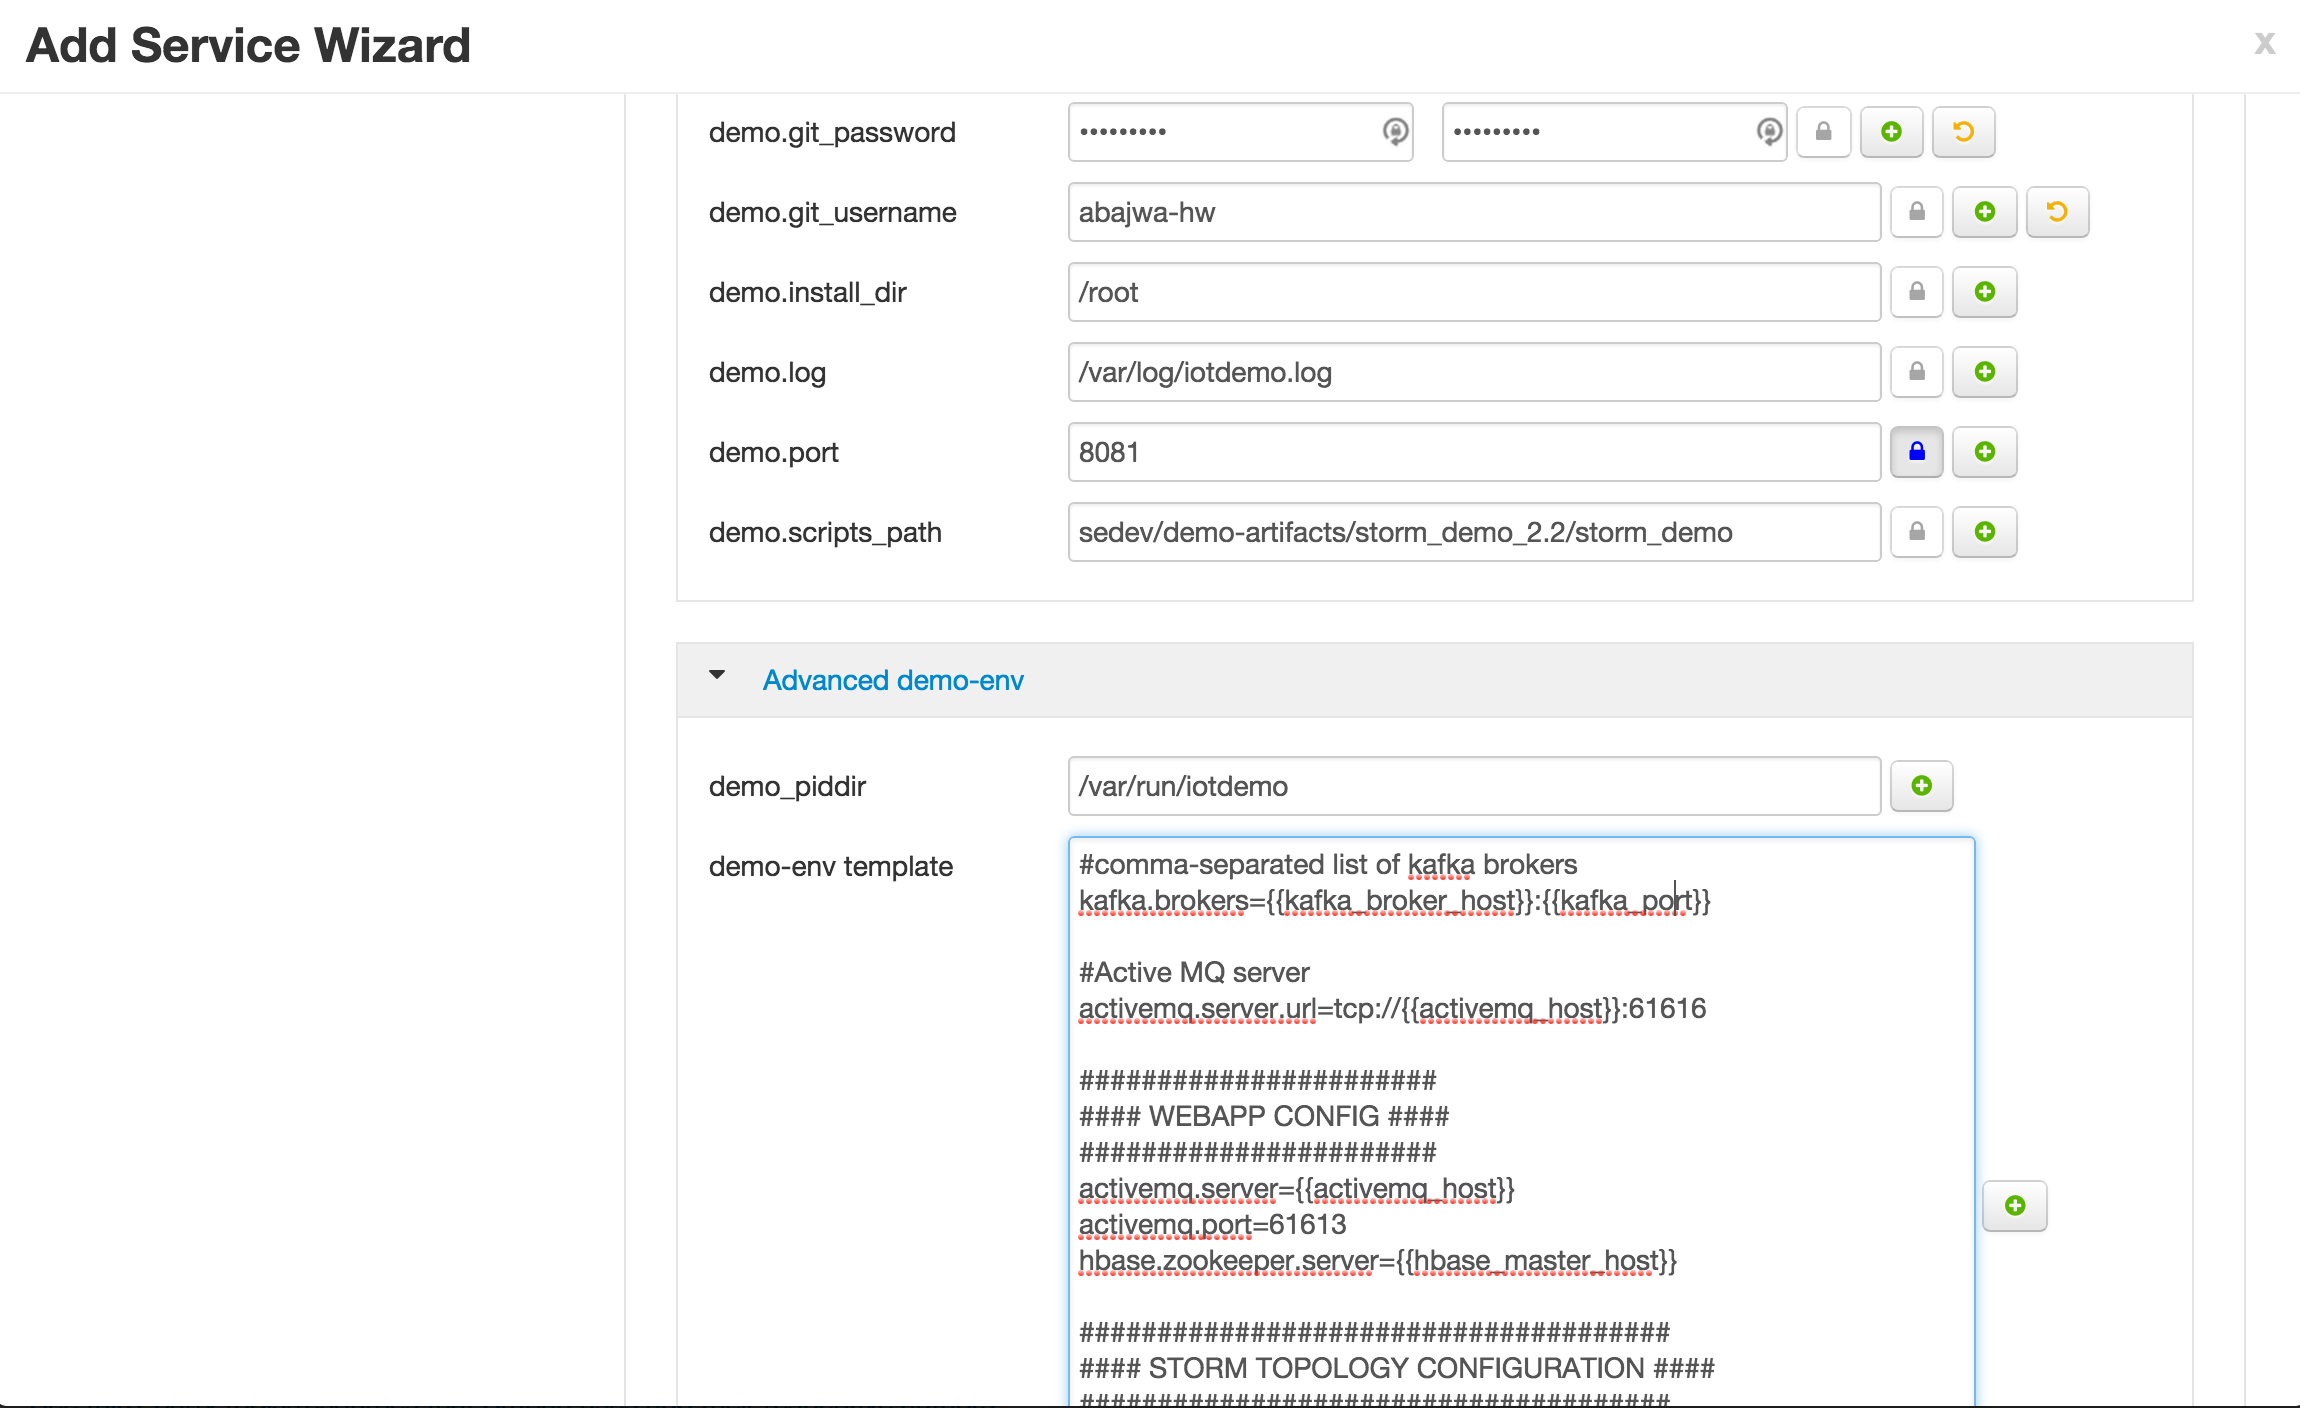 Add Service Wizard
x
demo.git_password ••••••••• •••••••••
demo.git_username abajwa-hw
demo.install_dir /root
demo.log /var/log/iotdemo.log
demo.port 8081
demo.scripts_path sedev/demo-artifacts/storm_demo_2.2/storm_demo
Advanced demo-env
demo_piddir /var/run/iotdemo
demo-env template
#comma-separated list of kafka brokers
kafka.brokers={{kafka_broker_host}}:{{kafka_port}}
#Active MQ server
activemq.server.url=tcp://{{activemq_host}}:61616
#######################
#### WEBAPP CONFIG ####
#######################
activemq.server={{activemq_host}}
activemq.port=61613
hbase.zookeeper.server={{hbase_master_host}}
######################################
#### STORM TOPOLOGY CONFIGURATION ####
######################################